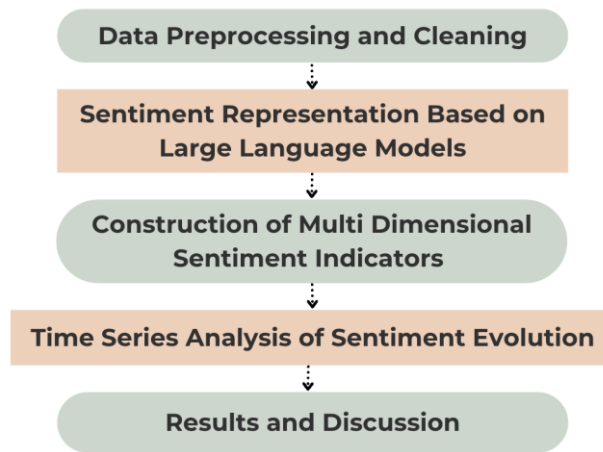 Data Preprocessing and Cleaning
Sentiment Representation Based on
Large Language Models
Construction of Multi Dimensional
Sentiment Indicators
Time Series Analysis of Sentiment Evolution
Results and Discussion